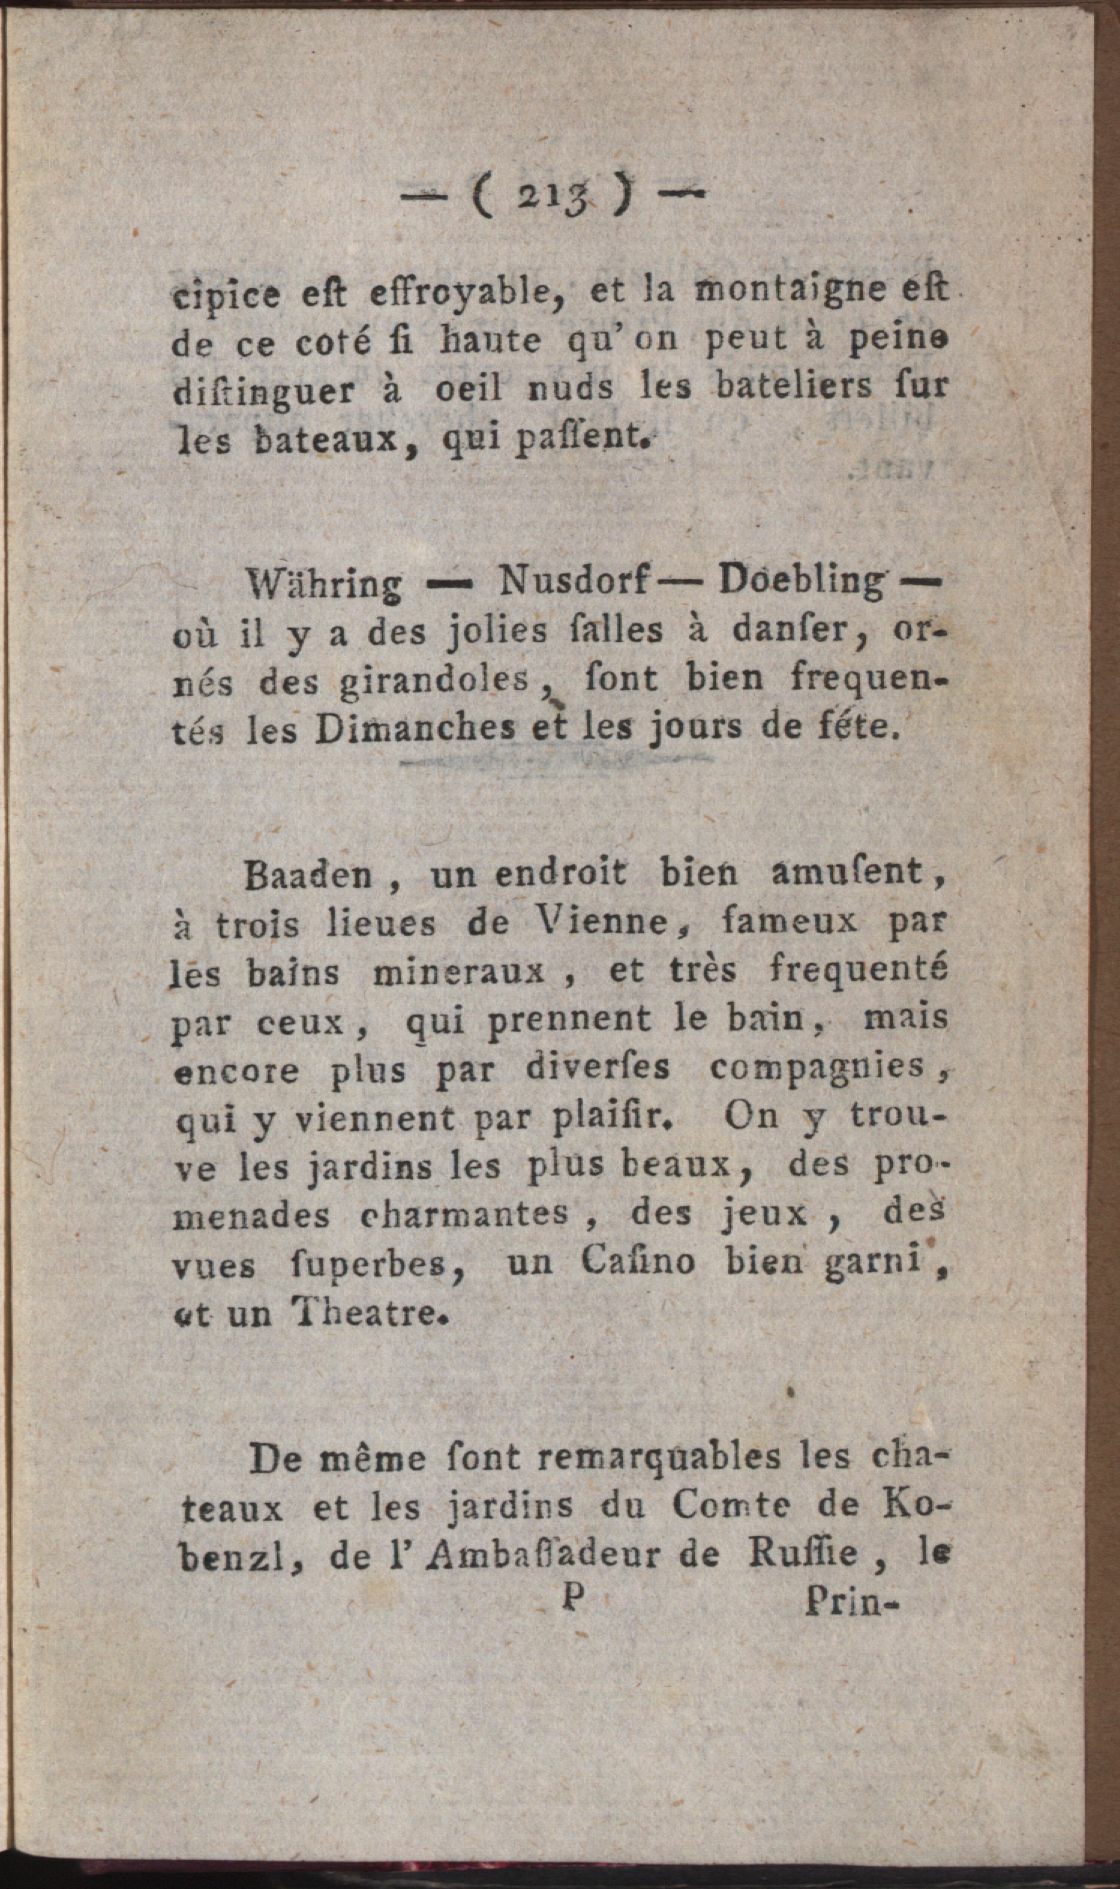 — ( 213 ) —
cipice eſt effroyable, et la montaigne eſt
de ce coté ſi haute qu' on peut à peine
diſtinguer à oeil nuds les bateliers ſur
les bateaux, qui paſſent.
Währing — Nusdorf — Doebling —
où il y a des jolies ſalles à danſer, or-
nés des girandoles, ſont bien frequen-
tés les Dimanches et les jours de féte.
Baaden , un endroit bien amuſent,
à trois lieues de Vienne, fameux par
les bains mineraux , et très frequenté
par ceux, qui prennent le bain, mais
encore plus par diverſes compagnies,
qui y viennent par plaiſir. On y trou-
ve les jardins les plus beaux, des pro-
menades charmantes , des jeux , des
vues ſuperbes, un Caſino bien garni,
et un Theatre.
De même ſont remarquables les cha-
teaux et les jardins du Comte de Ko-
benzl, de l' Ambaſſadeur de Ruſſie , le
P Prin-